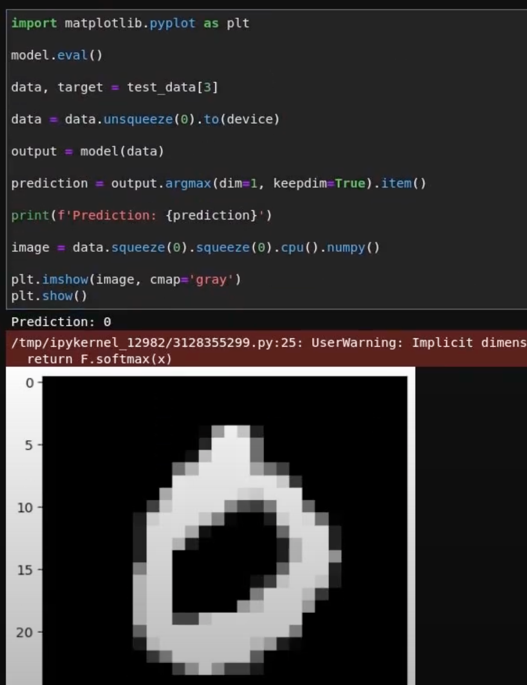 import matplotlib.pyplot as plt
model.eval()
data, target = test_data[3]
data = data.unsqueeze(0).to(device)
output = model(data)
prediction = output.argmax(dim=1, keepdim=True).item()
print(f'Prediction: {prediction}')
image = data.squeeze(0).squeeze(0).cpu().numpy()
plt.imshow(image, cmap='gray')
plt.show()
Prediction: 0
/tmp/ipykernel_12982/3128355299.py:25: UserWarning: Implicit dimens
return F.softmax(x)
0
5
10
15
20